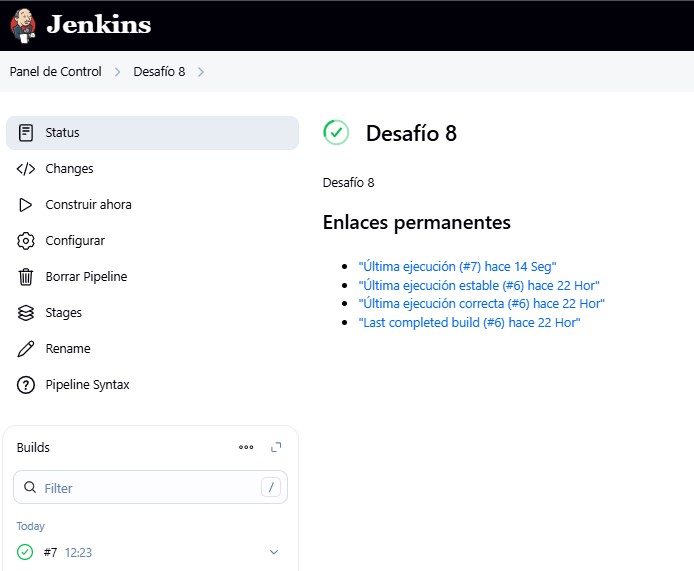 Jenkins
Panel de Control > Desafío 8 >
Status
Changes
Construir ahora
Configurar
Borrar Pipeline
Stages
Rename
Pipeline Syntax
Builds
Filter /
Today
#7 12:23
Desafío 8
Desafío 8
Enlaces permanentes
"Última ejecución (#7) hace 14 Seg"
"Última ejecución estable (#6) hace 22 Hor"
"Última ejecución correcta (#6) hace 22 Hor"
"Last completed build (#6) hace 22 Hor"